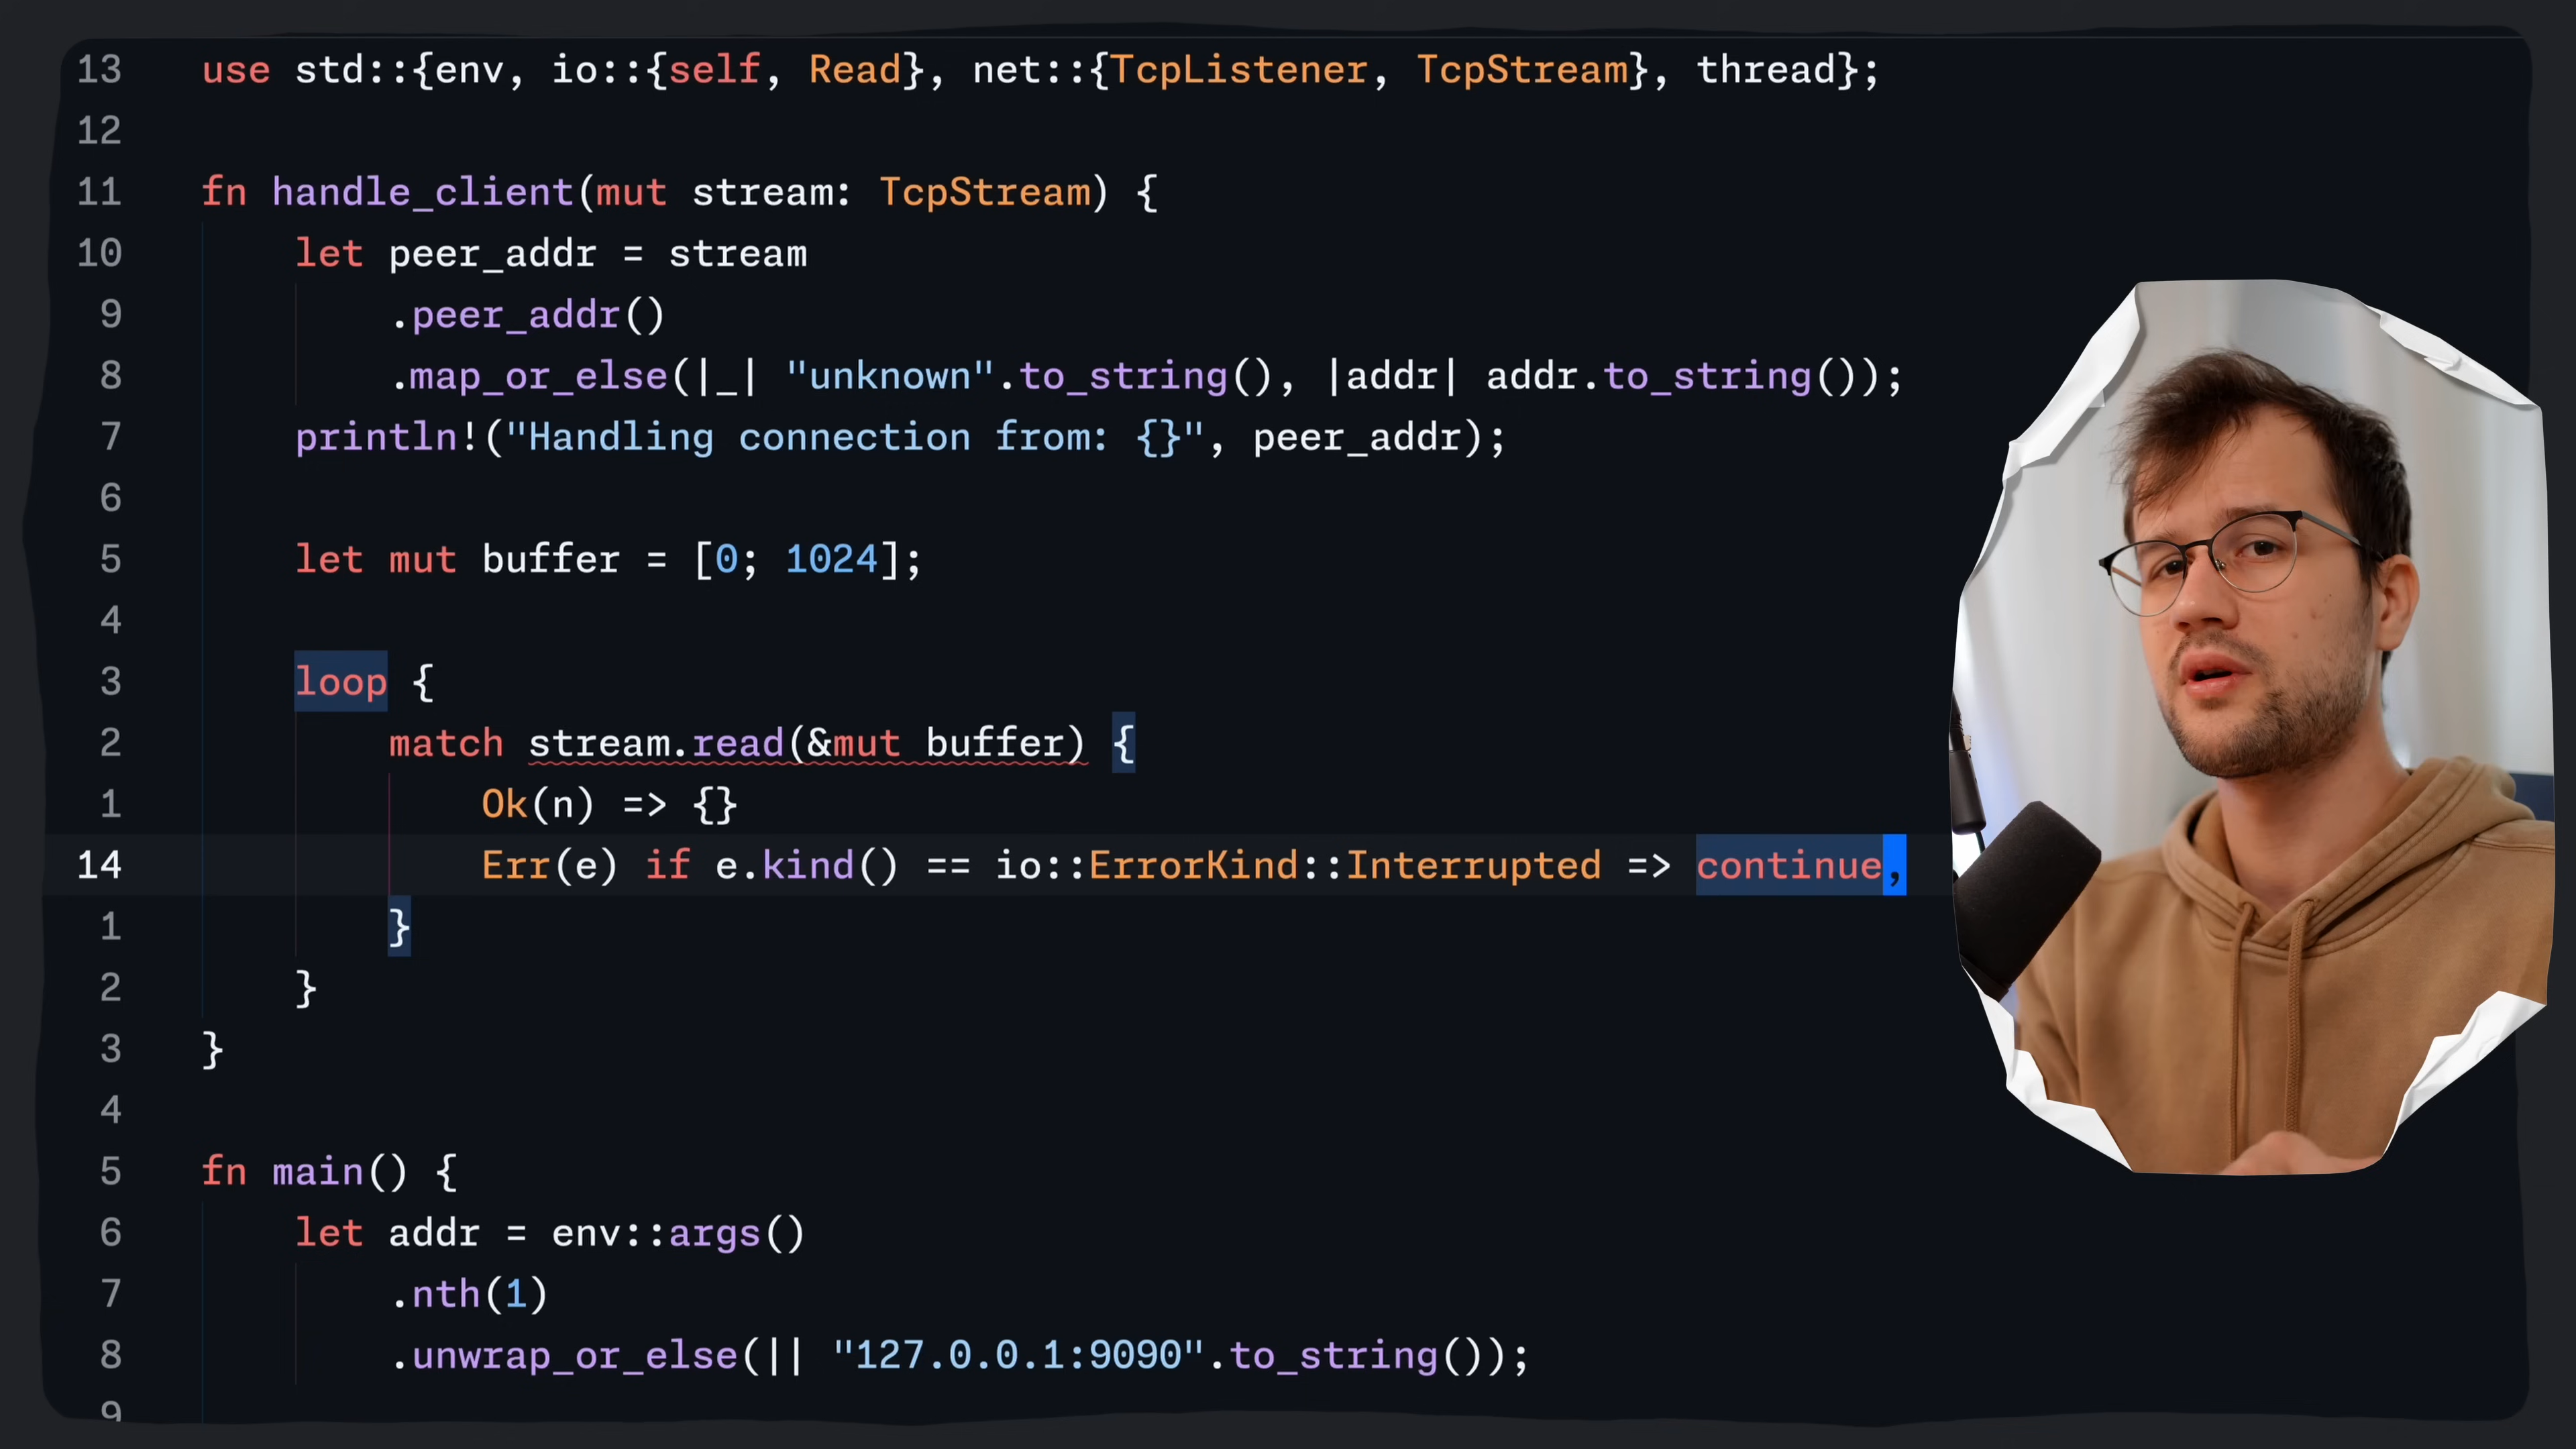 13 use std::{env, io::{self, Read}, net::{TcpListener, TcpStream}, thread};
12
11 fn handle_client(mut stream: TcpStream) {
10 let peer_addr = stream
9 .peer_addr()
8 .map_or_else(|_| "unknown".to_string(), |addr| addr.to_string());
7 println!("Handling connection from: {}", peer_addr);
6
5 let mut buffer = [0; 1024];
4
3 loop {
2 match stream.read(&mut buffer) {
1 Ok(n) => {}
14 Err(e) if e.kind() == io::ErrorKind::Interrupted => continue,
1 }
2 }
3 }
4
5 fn main() {
6 let addr = env::args()
7 .nth(1)
8 .unwrap_or_else(|| "127.0.0.1:9090".to_string());
9